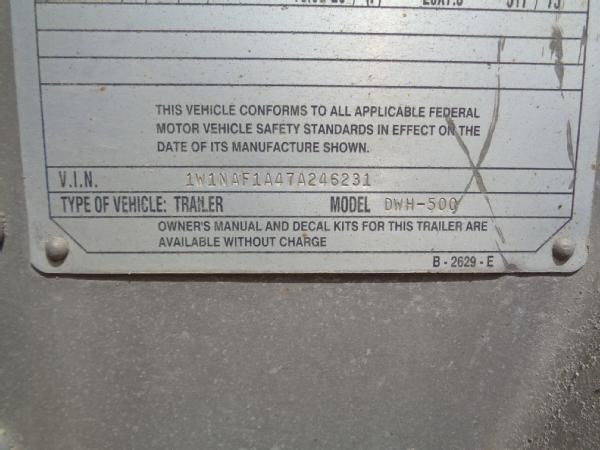 THIS VEHICLE CONFORMS TO ALL APPLICABLE FEDERAL
MOTOR VEHICLE SAFETY STANDARDS IN EFFECT ON THE
DATE OF ITS MANUFACTURE SHOWN.
V.I.N. 1W1NAF1A47A246231
TYPE OF VEHICLE: TRAILER MODEL DWH-500
OWNER'S MANUAL AND DECAL KITS FOR THIS TRAILER ARE
AVAILABLE WITHOUT CHARGE
B - 2629 - E